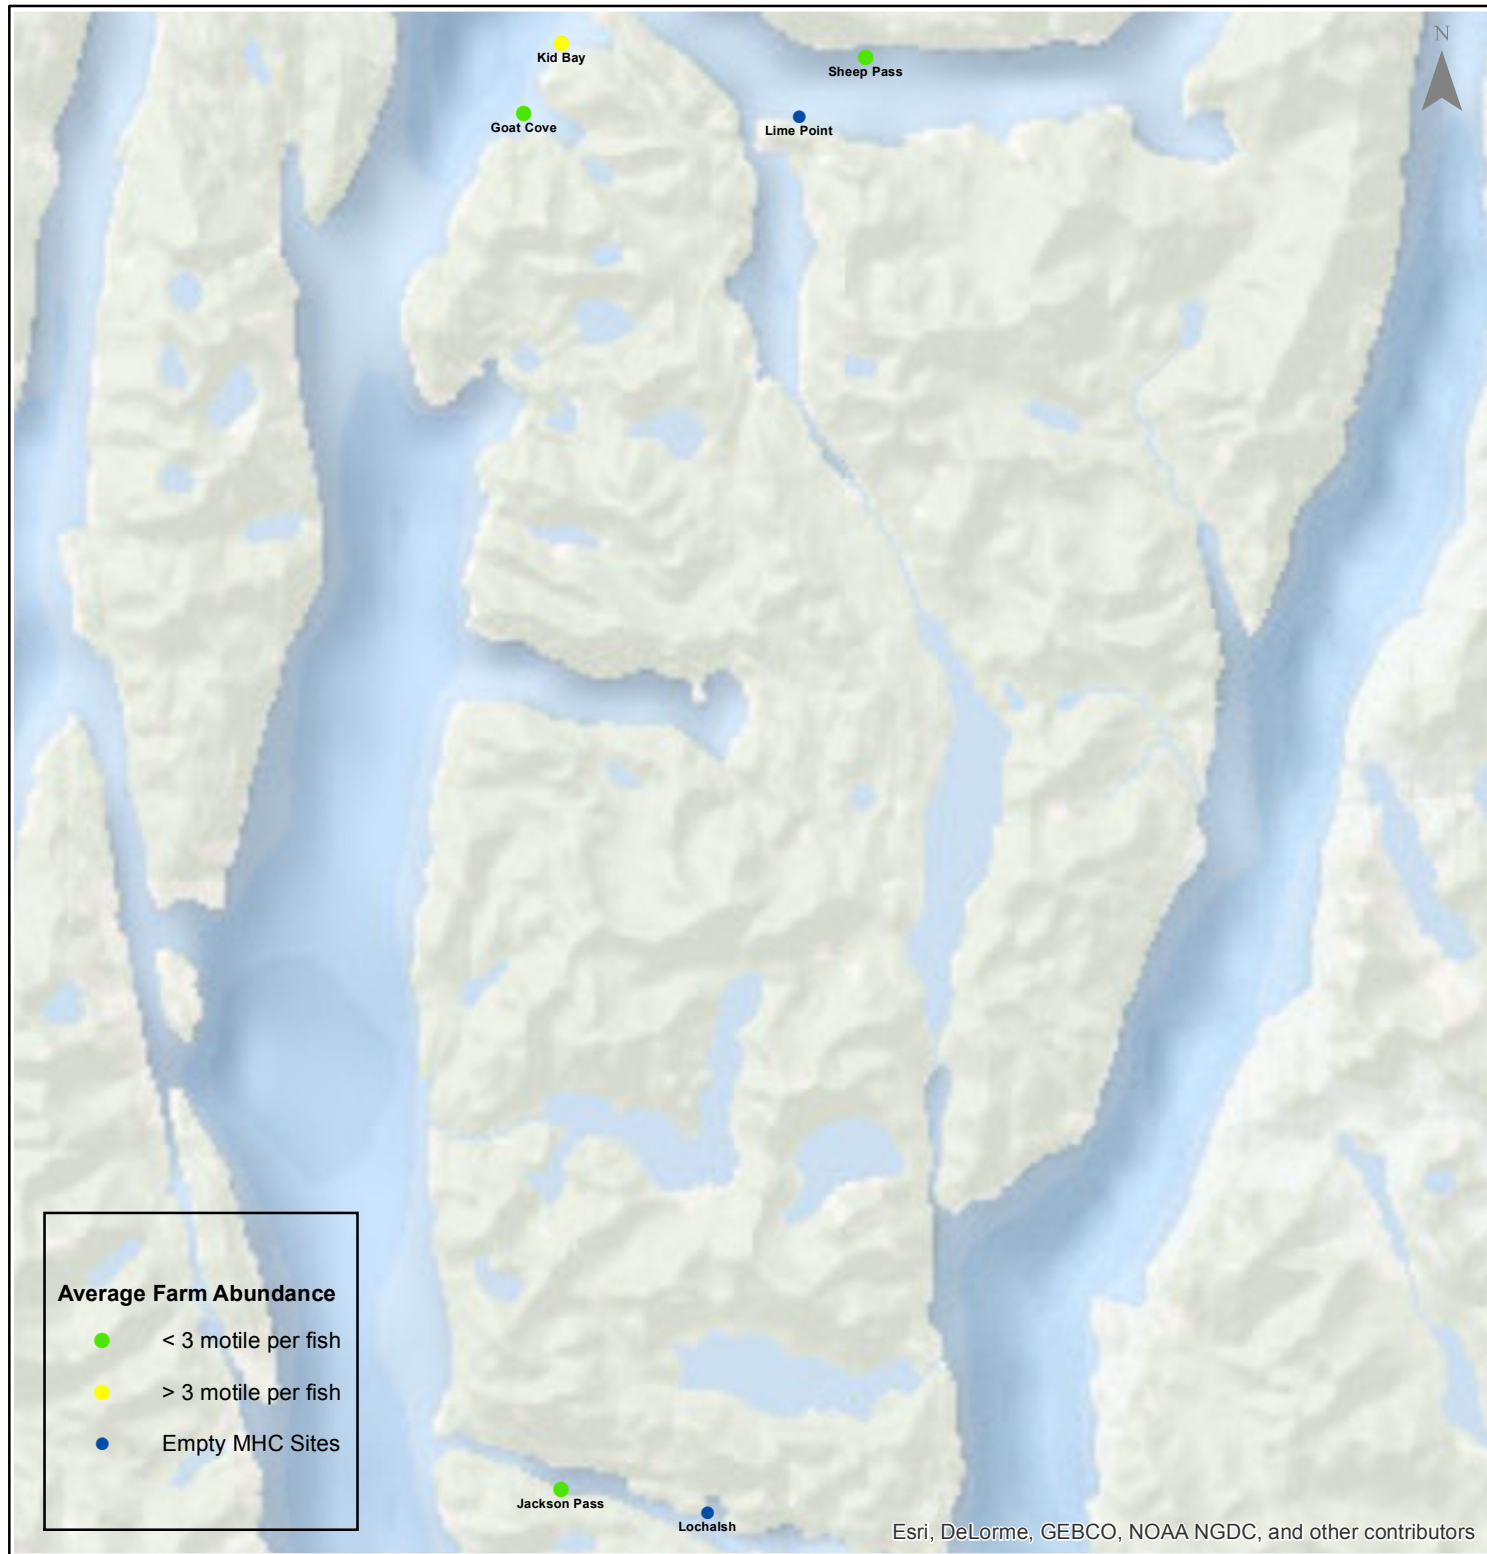 N
Kid Bay
Sheep Pass
Goat Cove
Lime Point
Average Farm Abundance
< 3 motile per fish
> 3 motile per fish
Empty MHC Sites
Jackson Pass
Lochalsh
Esri, DeLorme, GEBCO, NOAA NGDC, and other contributors